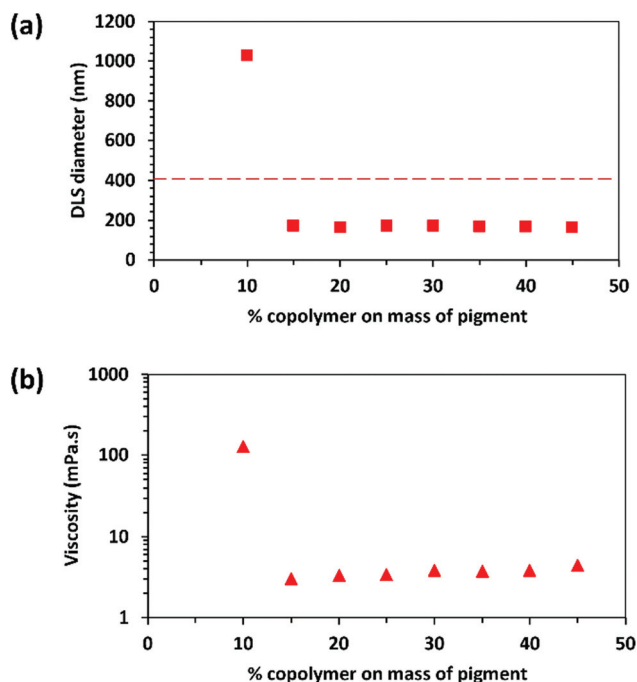 (a)
1200
1000
800
600
400
200
0
DLS diameter (nm)
0 10 20 30 40 50
% copolymer on mass of pigment
(b)
1000
100
10
1
Viscosity (mPa.s)
0 10 20 30 40 50
% copolymer on mass of pigment